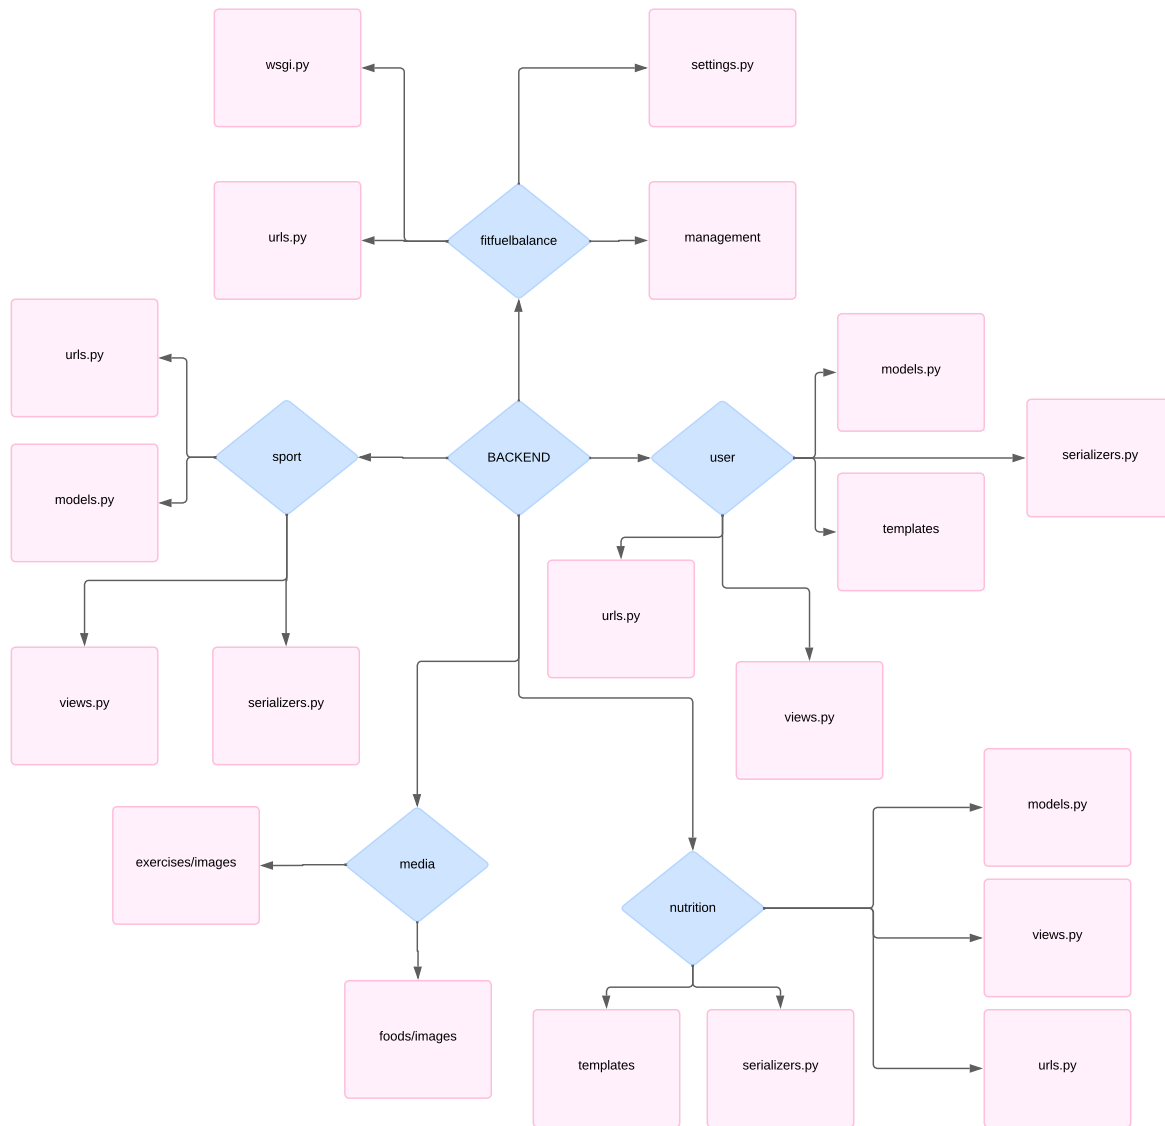 wsgi.py
settings.py
urls.py
fitfuelbalance
management
urls.py
models.py
sport
BACKEND
user
serializers.py
models.py
templates
urls.py
views.py
serializers.py
views.py
models.py
exercises/images
media
nutrition
views.py
foods/images
templates
serializers.py
urls.py